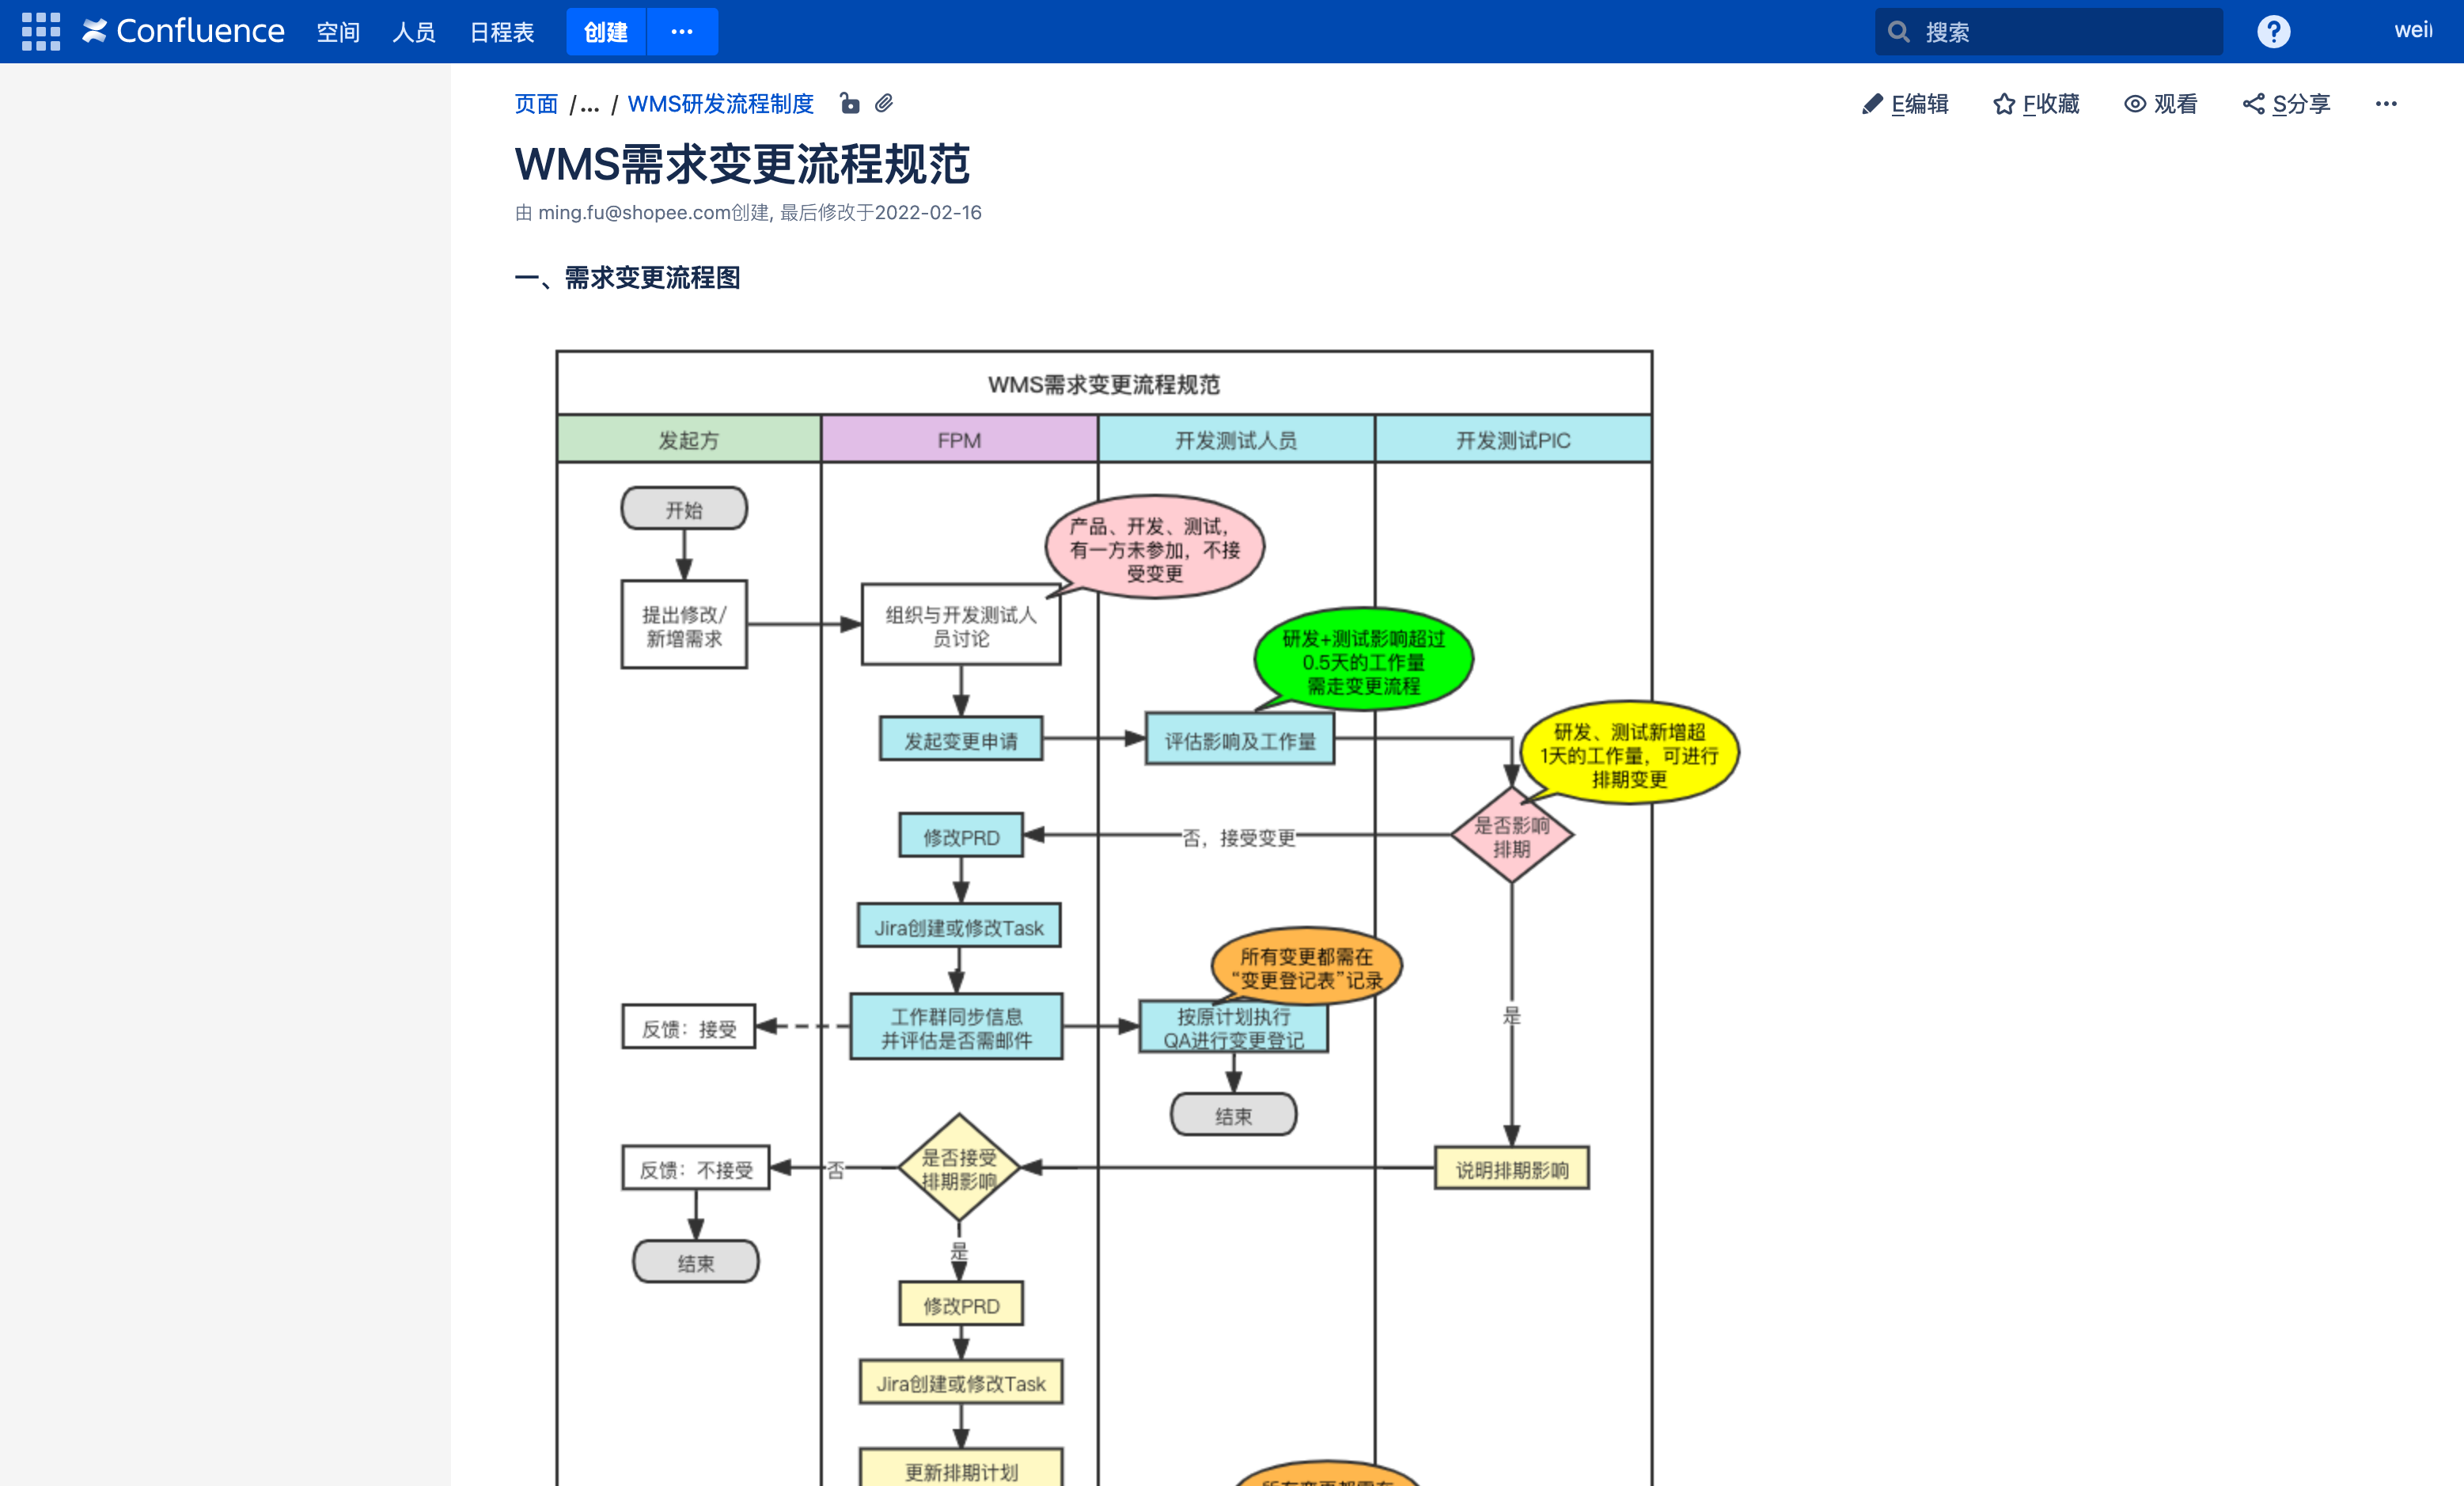 Confluence 空间 人员 日程表 创建 ··· 搜索 ?
页面 /... / WMS研发流程制度 E编辑 F收藏 观看 S分享 ···
WMS需求变更流程规范
由 ming.fu@shopee.com创建, 最后修改于2022-02-16
一、需求变更流程图
WMS需求变更流程规范
发起方 FPM 开发测试人员 开发测试PIC
开始
产品、开发、测试，
有一方未参加，不接
受变更
提出修改/
新增需求
组织与开发测试人
员讨论
研发+测试影响超过
0.5天的工作量
需走变更流程
发起变更申请
评估影响及工作量
研发、测试新增超
1天的工作量，可进行
排期变更
是否影响
排期
否，接受变更
修改PRD
Jira创建或修改Task
所有变更都需在
“变更登记表”记录
反馈：接受
工作群同步信息
并评估是否需邮件
按原计划执行
QA进行变更登记
是
结束
反馈：不接受
否
是否接受
排期影响
说明排期影响
结束
是
修改PRD
Jira创建或修改Task
更新排期计划